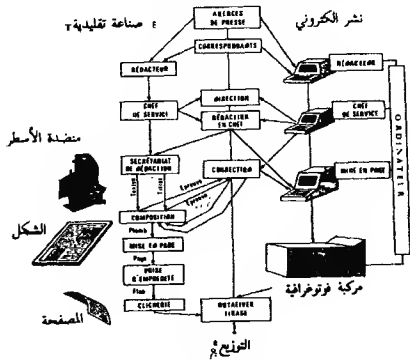 صناعة تقليدية
نشر الكتروني
AGENCES
DE PRESSE
CORRESPONDANTS
RÉDACTEUR
RÉDACTEUR
DIRECTION
CHEF
DE SERVICE
RÉDACTEUR
EN CHEF
CHEF
DE SERVICE
ORDINATEUR
منضدة الأسطر
SECRÉTARIAT
DE RÉDACTION
CORRECTION
MISE EN PAGE
Epreuve
COMPOSITION
الشكل
Plomb
MISE EN PAGE
Page
PRISE
D'EMPREINTE
مركبة فوتوغرافية
Flan
المصفحة
CLICHERIE
ROTATIVES
TIRAGE
التوزيع